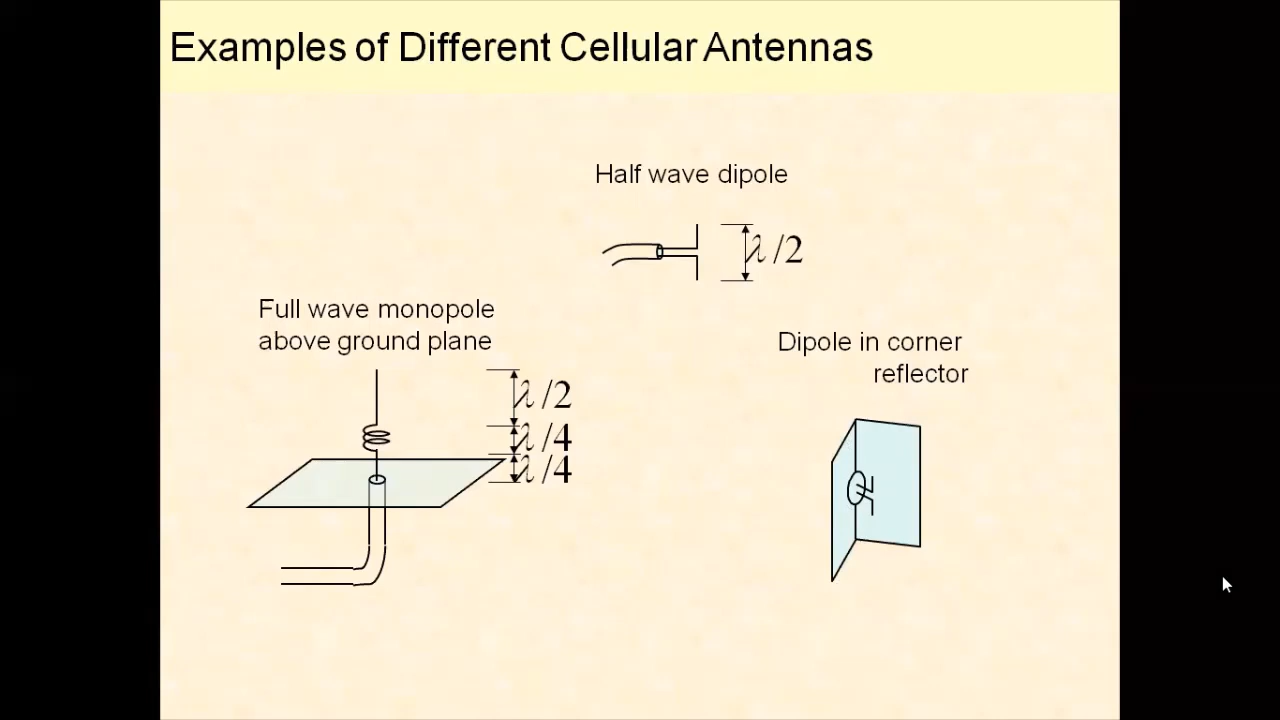 Examples of Different Cellular Antennas
Half wave dipole
λ/2
Full wave monopole
above ground plane
λ/2
λ/4
λ/4
Dipole in corner
reflector